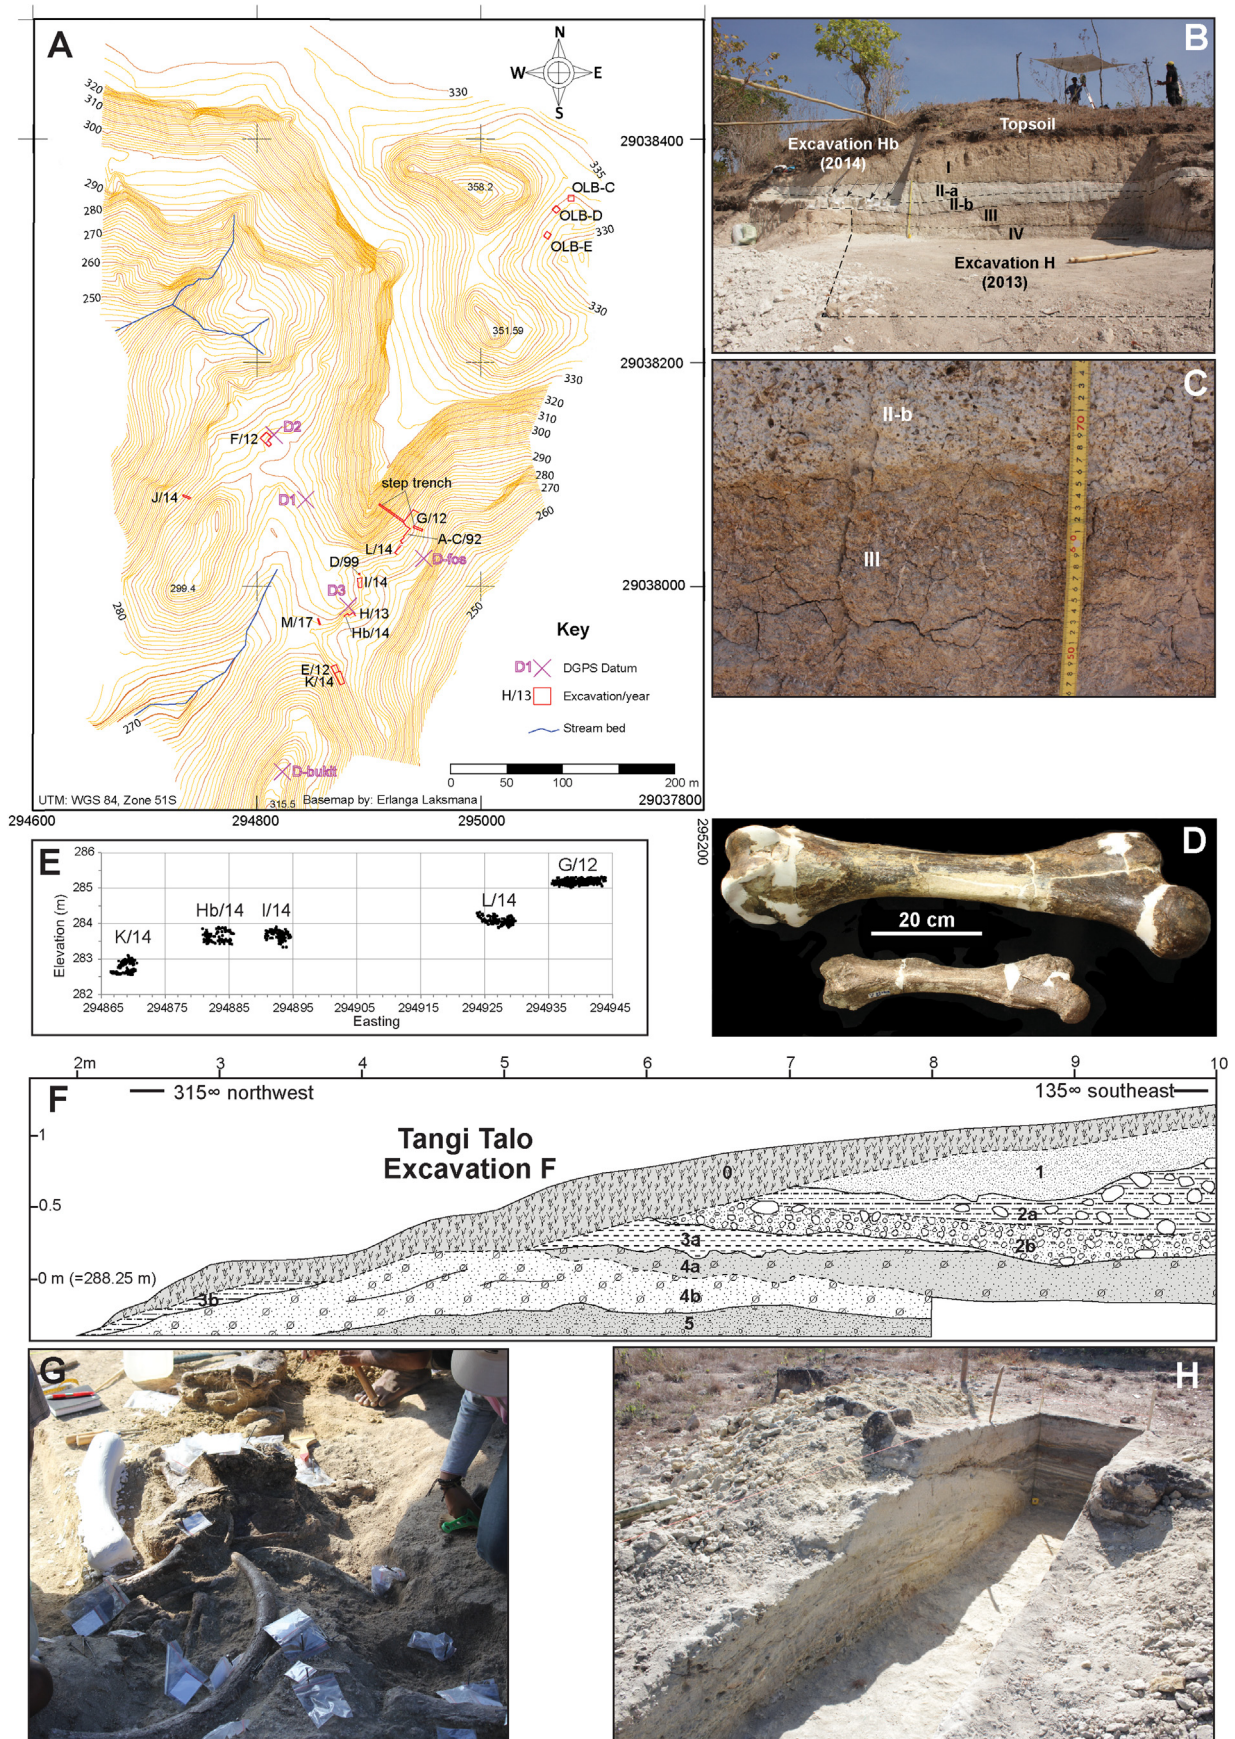 A
N
W E
S
320
310
300
290
280
270
260
250
330
335
29038400
358.2
OLB-C
OLB-D
OLB-E
330
330
351.59
29038200
330
320
310
300
290
280
270
260
F/12
D2
J/14
D1
step trench
G/12
A-C/92
L/14
D-fos
D/99
I/14
29038000
299.4
D3
H/13
M/17
Hb/14
280
250
E/12
K/14
270
D-bukit
315.5
Key
D1 DGPS Datum
H/13 Excavation/year
Stream bed
0 50 100 200 m
UTM: WGS 84, Zone 51S
Basemap by: Erlanga Laksmana
29037800
294600
294800
295000
295200
B
Topsoil
Excavation Hb
(2014)
I
II-a
II-b
III
IV
Excavation H
(2013)
C
II-b
III
D
20 cm
E
286
285
284
283
282
Elevation (m)
K/14
Hb/14
I/14
L/14
G/12
294865 294875 294885 294895 294905 294915 294925 294935 294945
Easting
2m 3 4 5 6 7 8 9 10
F
315∞ northwest
135∞ southeast
Tangi Talo
Excavation F
1
0.5
0 m (=288.25 m)
0
1
2a
2b
3a
3b
4a
4b
5
G
H